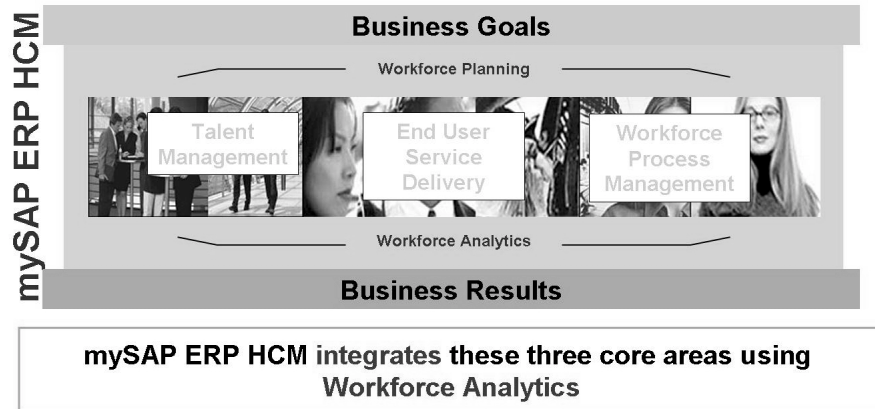 mySAP ERP HCM
Business Goals
Workforce Planning
Talent
Management
End User
Service
Delivery
Workforce
Process
Management
Workforce Analytics
Business Results
mySAP ERP HCM integrates these three core areas using
Workforce Analytics